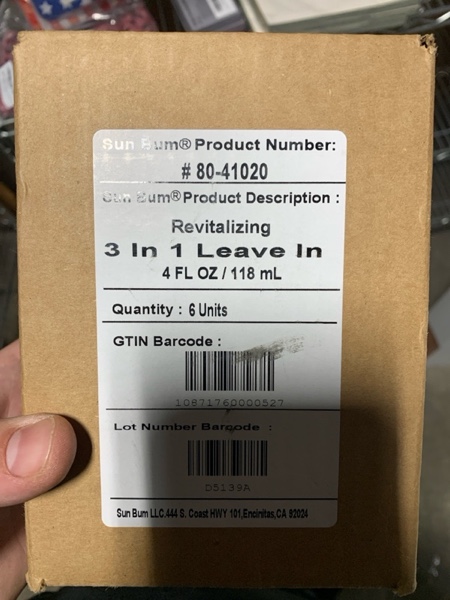 Sun Bum® Product Number:
# 80-41020
Sun Bum® Product Description :
Revitalizing
3 In 1 Leave In
4 FL OZ / 118 mL
Quantity : 6 Units
GTIN Barcode :
10871760000527
Lot Number Barcode :
D5139A
Sun Bum LLC.444 S. Coast HWY 101,Encinitas,CA 92024